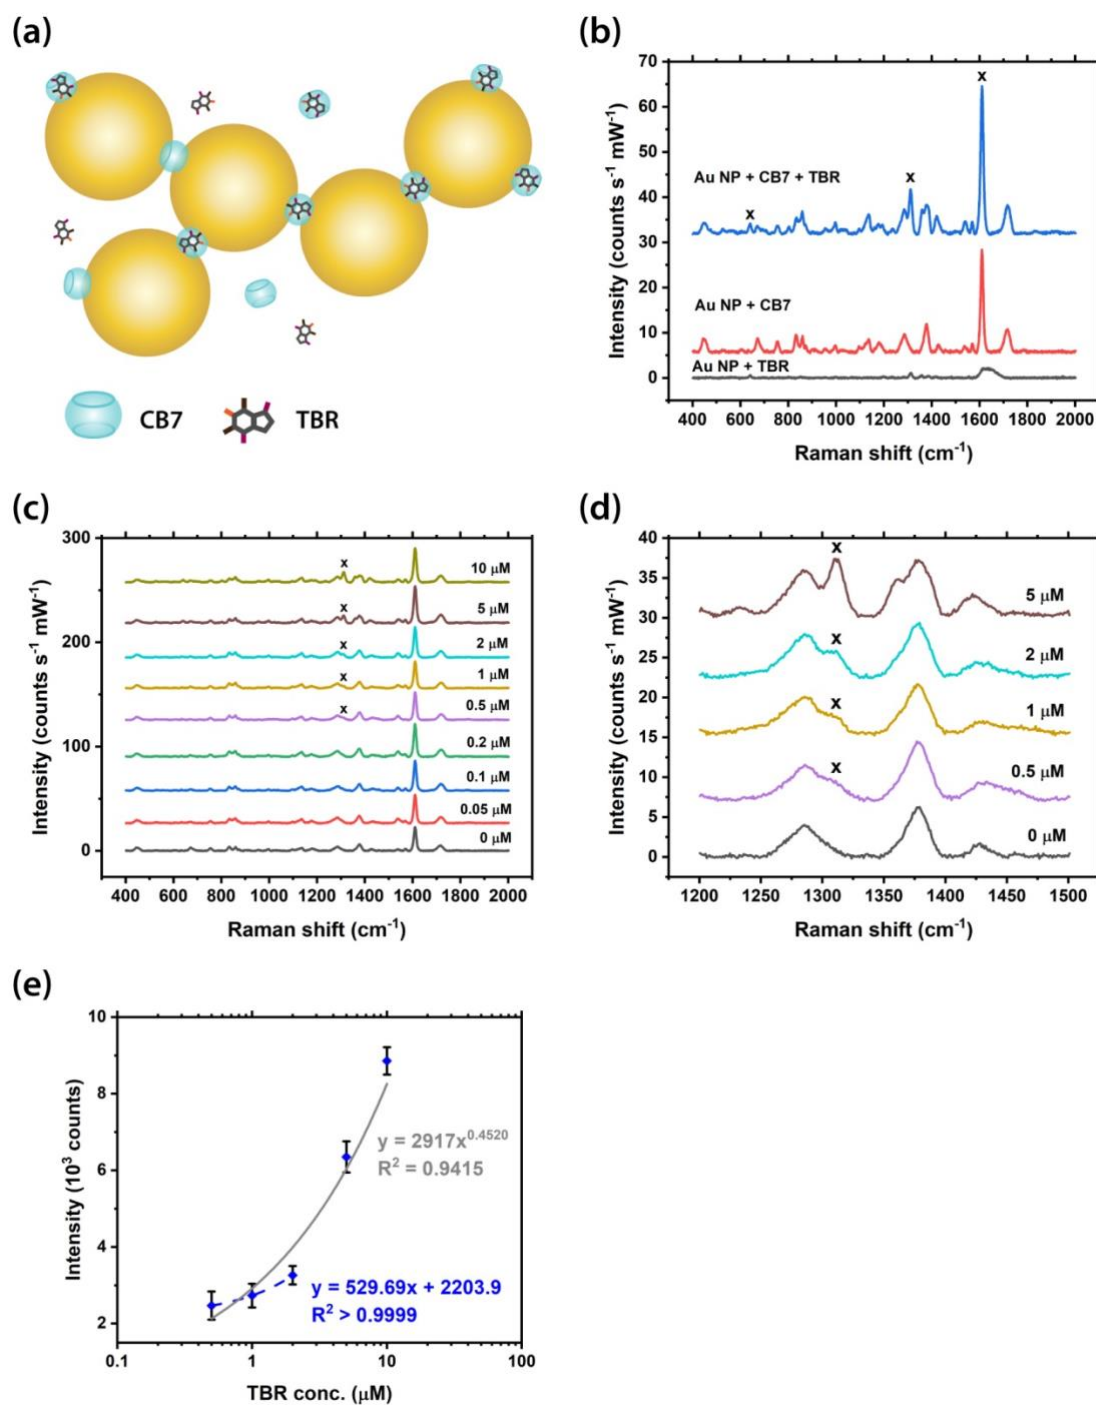 (a)
CB7
TBR
(b)
70
60
50
40
30
20
10
0
Intensity (counts s⁻¹ mW⁻¹)
x
x
x
Au NP + CB7 + TBR
Au NP + CB7
Au NP + TBR
400 600 800 1000 1200 1400 1600 1800 2000
Raman shift (cm⁻¹)
(c)
300
200
100
0
Intensity (counts s⁻¹ mW⁻¹)
x
10 μM
x
5 μM
x
2 μM
1 μM
x
0.5 μM
0.2 μM
0.1 μM
0.05 μM
0 μM
400 600 800 1000 1200 1400 1600 1800 2000
Raman shift (cm⁻¹)
(d)
40
35
30
25
20
15
10
5
0
Intensity (counts s⁻¹ mW⁻¹)
x
5 μM
x
2 μM
x
1 μM
x
0.5 μM
0 μM
1200 1250 1300 1350 1400 1450 1500
Raman shift (cm⁻¹)
(e)
10
8
6
4
2
Intensity (10³ counts)
y = 2917x⁰·⁴⁵²⁰
R² = 0.9415
y = 529.69x + 2203.9
R² > 0.9999
0.1 1 10 100
TBR conc. (μM)